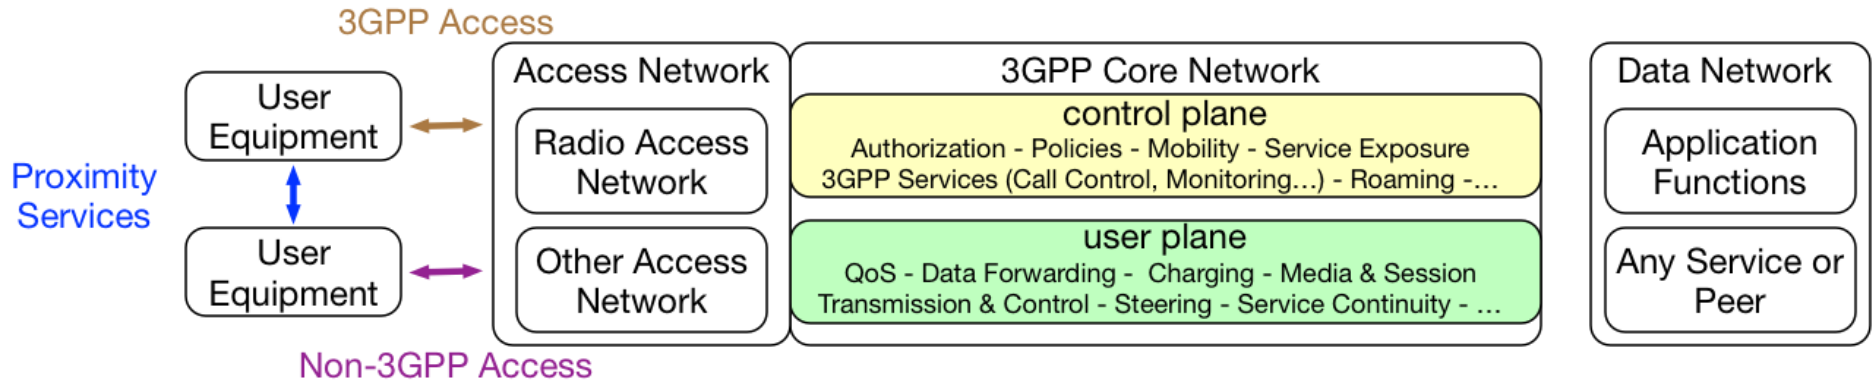 3GPP Access
User
Equipment
Proximity
Services
User
Equipment
Non-3GPP Access
Access Network
Radio Access
Network
Other Access
Network
3GPP Core Network
control plane
Authorization - Policies - Mobility - Service Exposure
3GPP Services (Call Control, Monitoring...) - Roaming -...
user plane
QoS - Data Forwarding - Charging - Media & Session
Transmission & Control - Steering - Service Continuity - ...
Data Network
Application
Functions
Any Service or
Peer